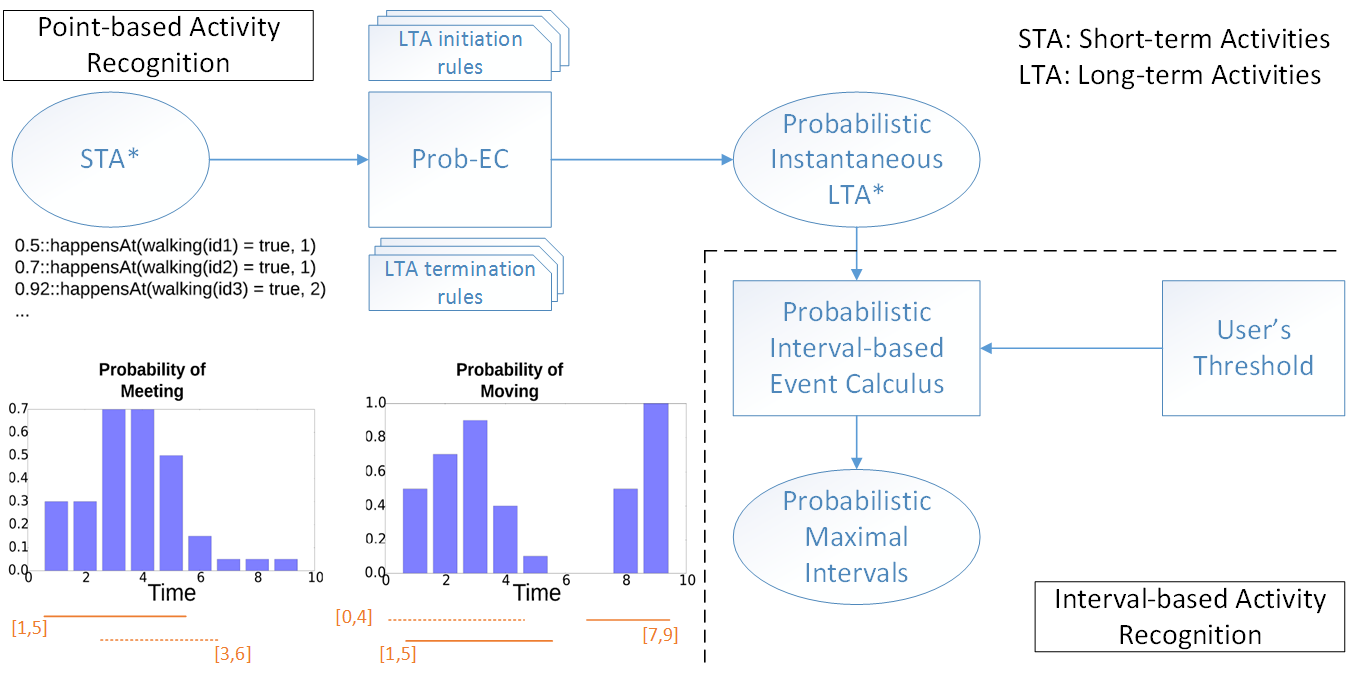 Point-based Activity
Recognition
LTA initiation
rules
STA: Short-term Activities
LTA: Long-term Activities
STA*
Prob-EC
Probabilistic
Instantaneous
LTA*
0.5::happensAt(walking(id1) = true, 1)
0.7::happensAt(walking(id2) = true, 1)
0.92::happensAt(walking(id3) = true, 2)
...
LTA termination
rules
Probabilistic
Interval-based
Event Calculus
User's
Threshold
Probability of
Meeting
0.7
0.6
0.5
0.4
0.3
0.2
0.1
0.0
0 2 4 6 8 10
Time
[1,5]
[3,6]
Probability of
Moving
1.0
0.8
0.6
0.4
0.2
0.0
0 2 4 6 8 10
Time
[0,4]
[1,5]
[7,9]
Probabilistic
Maximal
Intervals
Interval-based Activity
Recognition